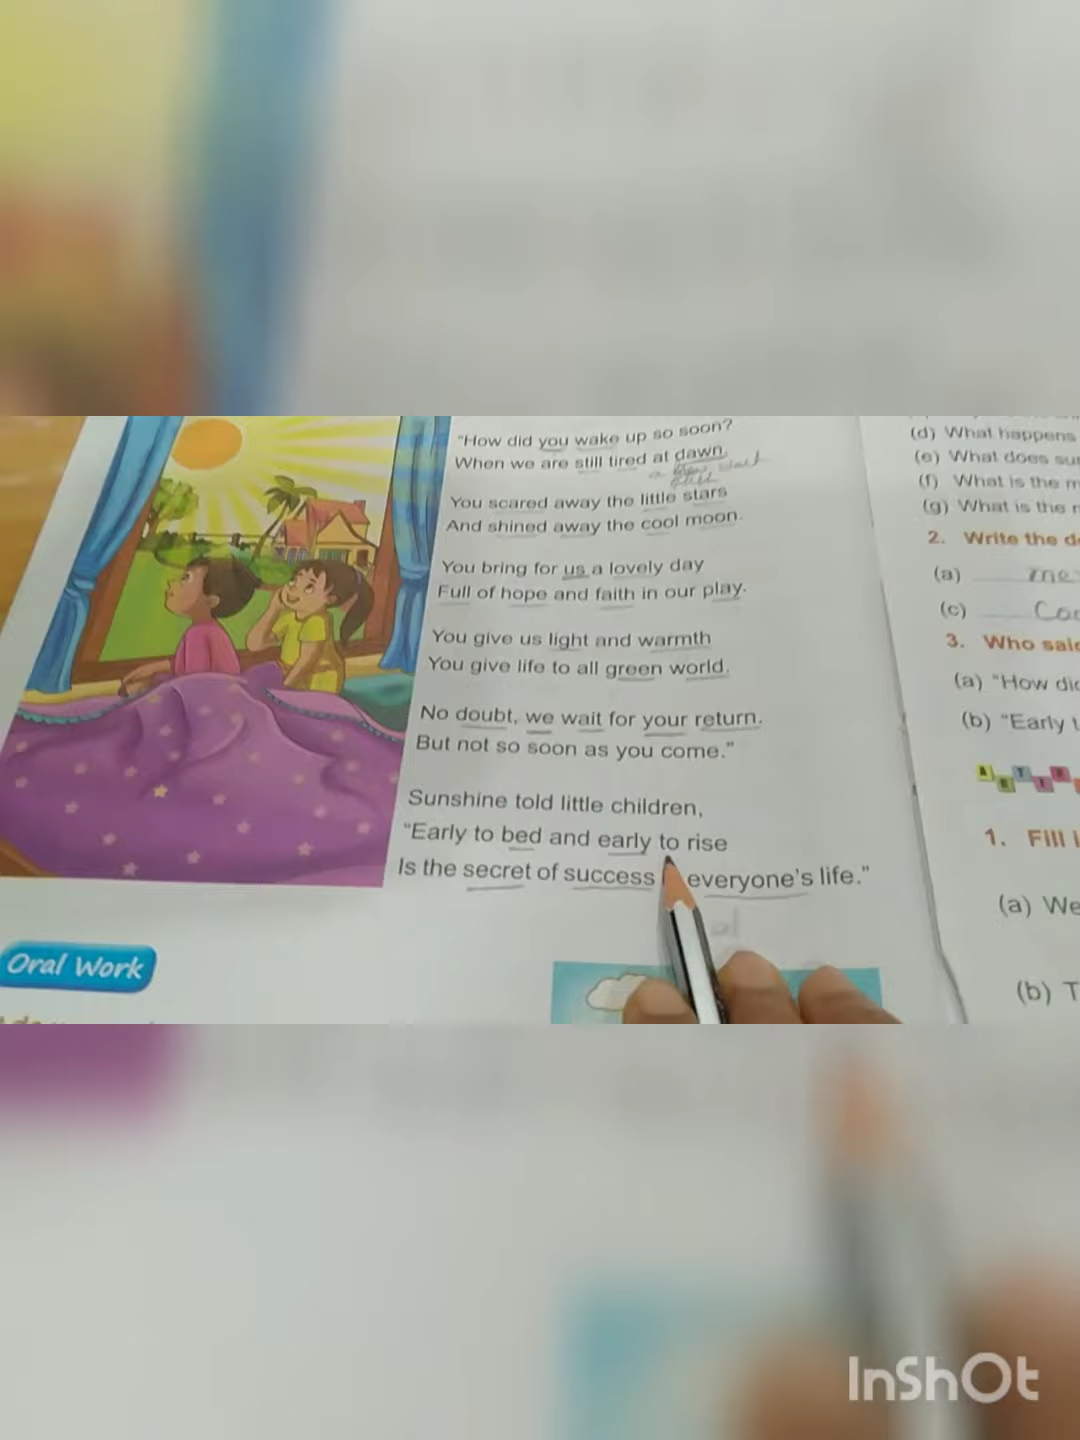 "How did you wake up so soon?
When we are still tired at dawn.
You scared away the little stars
And shined away the cool moon.
You bring for us a lovely day
Full of hope and faith in our play.
You give us light and warmth
You give life to all green world.
No doubt, we wait for your return.
But not so soon as you come."
Sunshine told little children,
"Early to bed and early to rise
Is the secret of success everyone's life."
Oral Work
(d) What happens
(e) What does
(f) What is the
(g) What is the
2. Write the
(a)
(c)
3. Who said
(a) "How did
(b) "Early
1. Fill
(a) We
(b)
InShOt